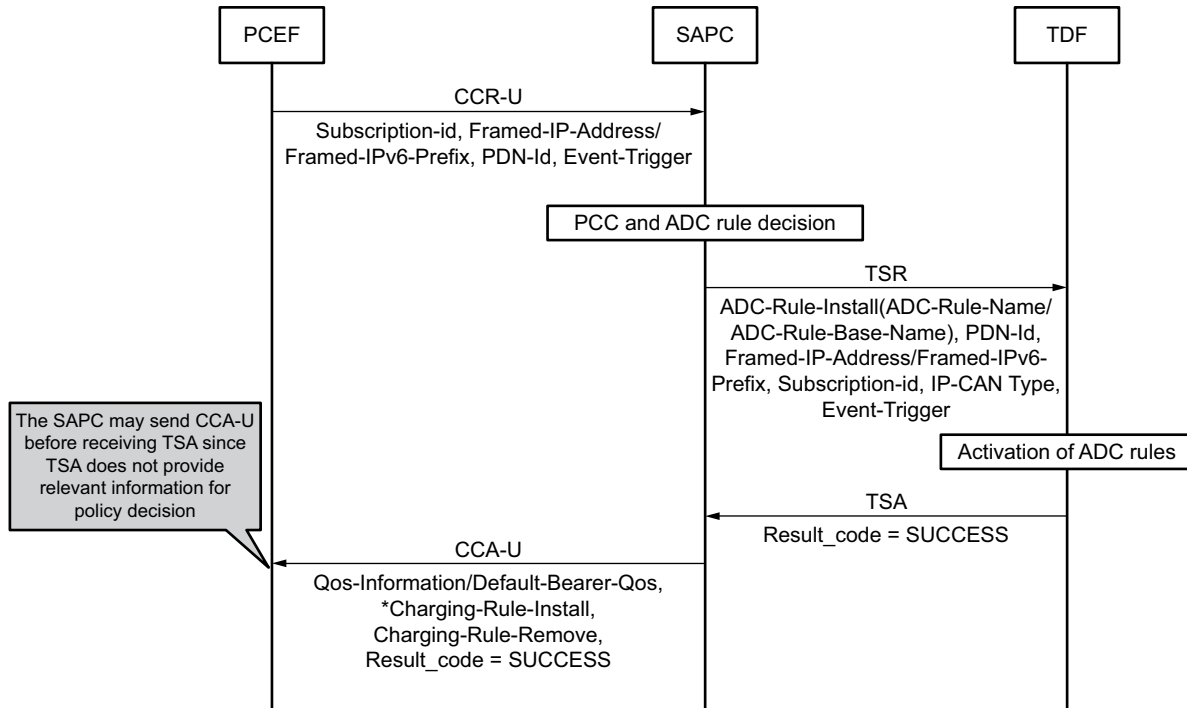 PCEF
SAPC
TDF
CCR-U
Subscription-id, Framed-IP-Address/
Framed-IPv6-Prefix, PDN-Id, Event-Trigger
PCC and ADC rule decision
TSR
ADC-Rule-Install(ADC-Rule-Name/
ADC-Rule-Base-Name), PDN-Id,
Framed-IP-Address/Framed-IPv6-
Prefix, Subscription-id, IP-CAN Type,
Event-Trigger
The SAPC may send CCA-U
before receiving TSA since
TSA does not provide
relevant information for
policy decision
Activation of ADC rules
TSA
Result_code = SUCCESS
CCA-U
Qos-Information/Default-Bearer-Qos,
*Charging-Rule-Install,
Charging-Rule-Remove,
Result_code = SUCCESS